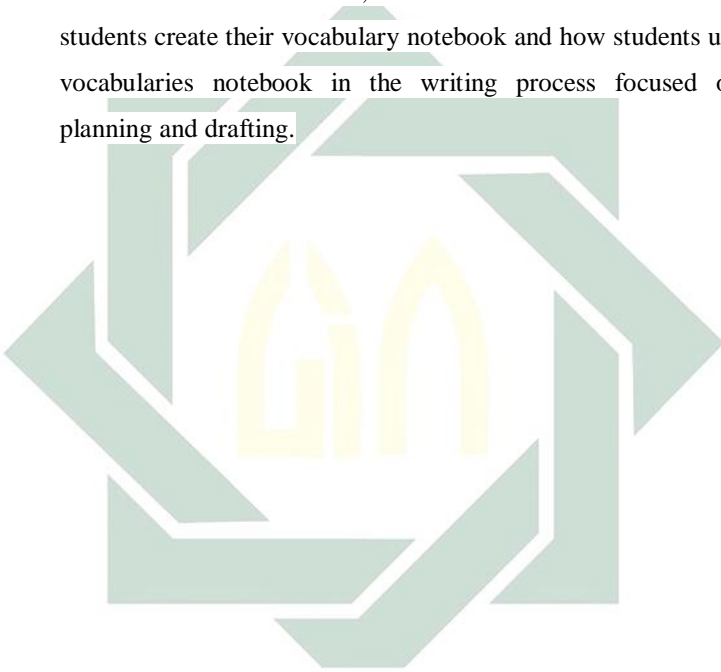 students create their vocabulary notebook and how students u
vocabularies notebook in the writing process focused
planning and drafting.